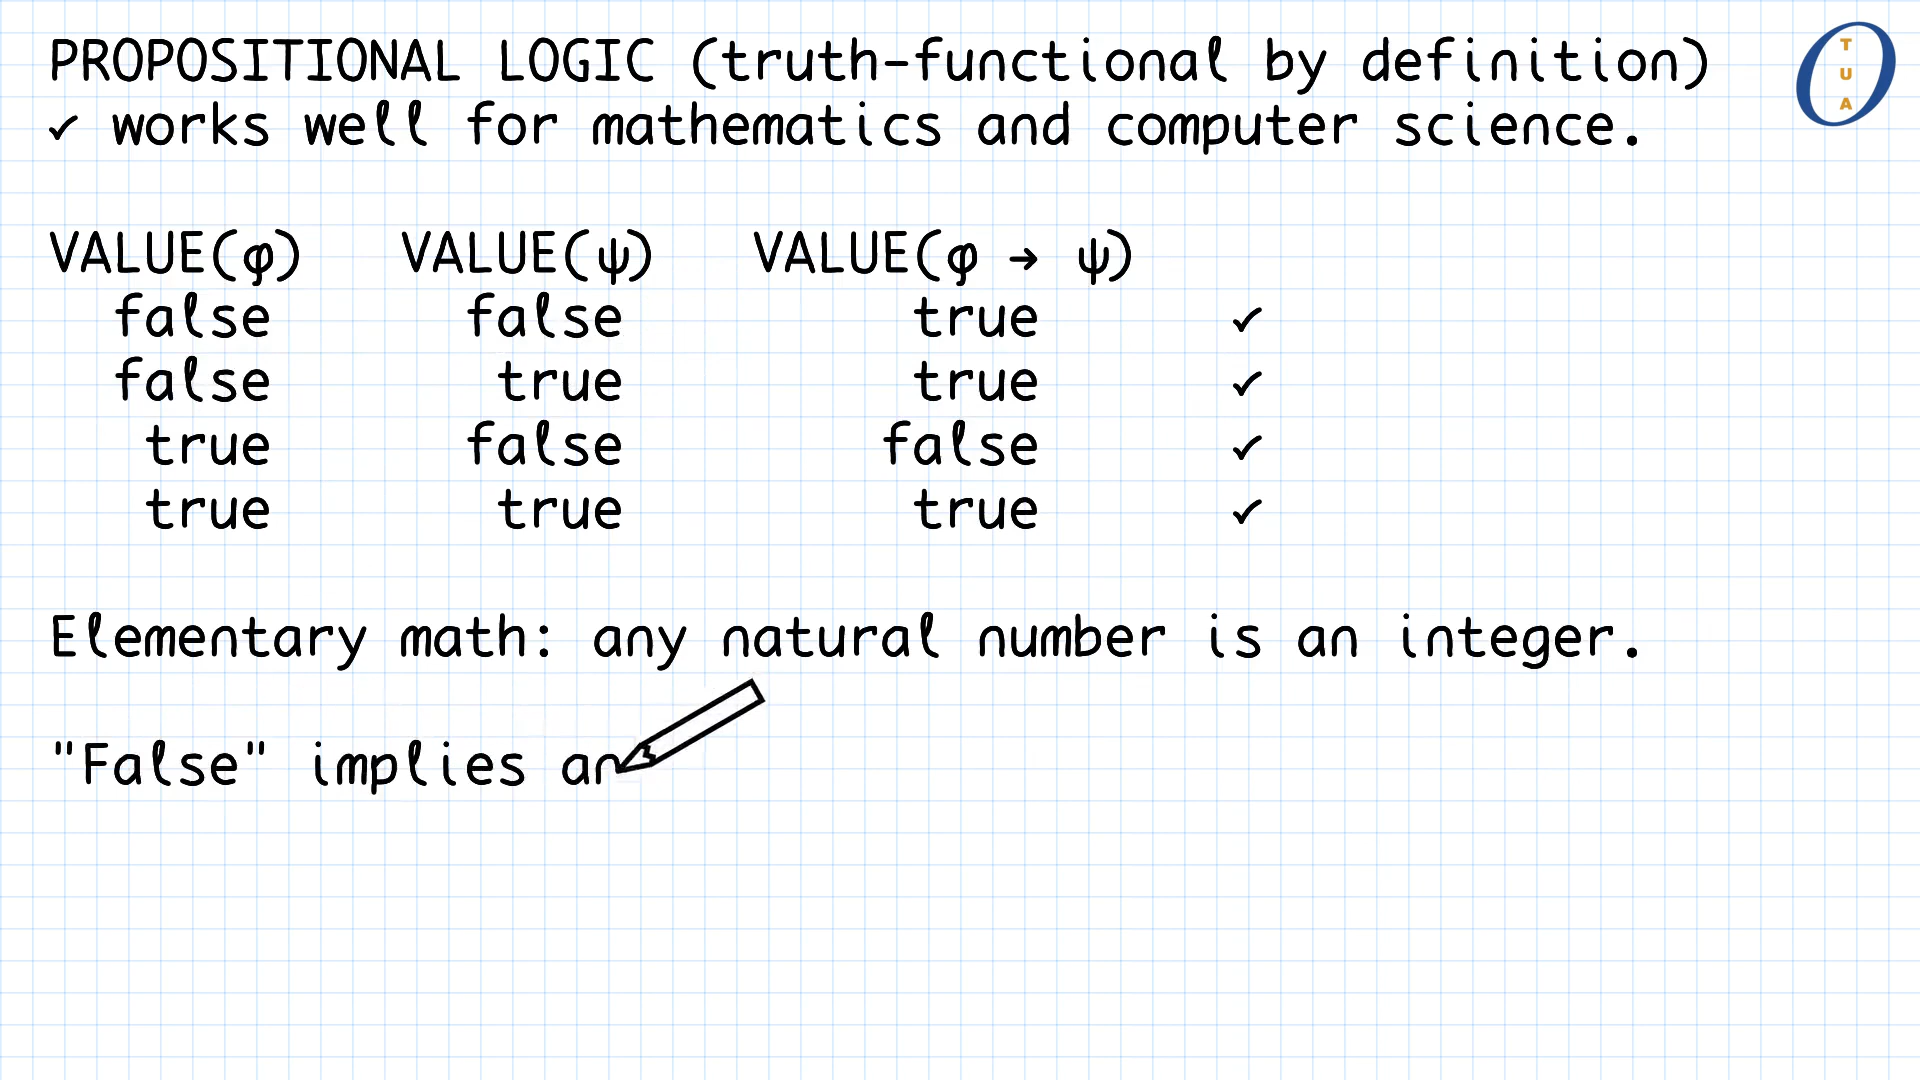 PROPOSITIONAL LOGIC (truth-functional by definition)
✓ works well for mathematics and computer science.
VALUE(φ) VALUE(ψ) VALUE(φ → ψ)
false false true ✓
false true true ✓
true false false ✓
true true true ✓
Elementary math: any natural number is an integer.
"False" implies an
O
T
U
A